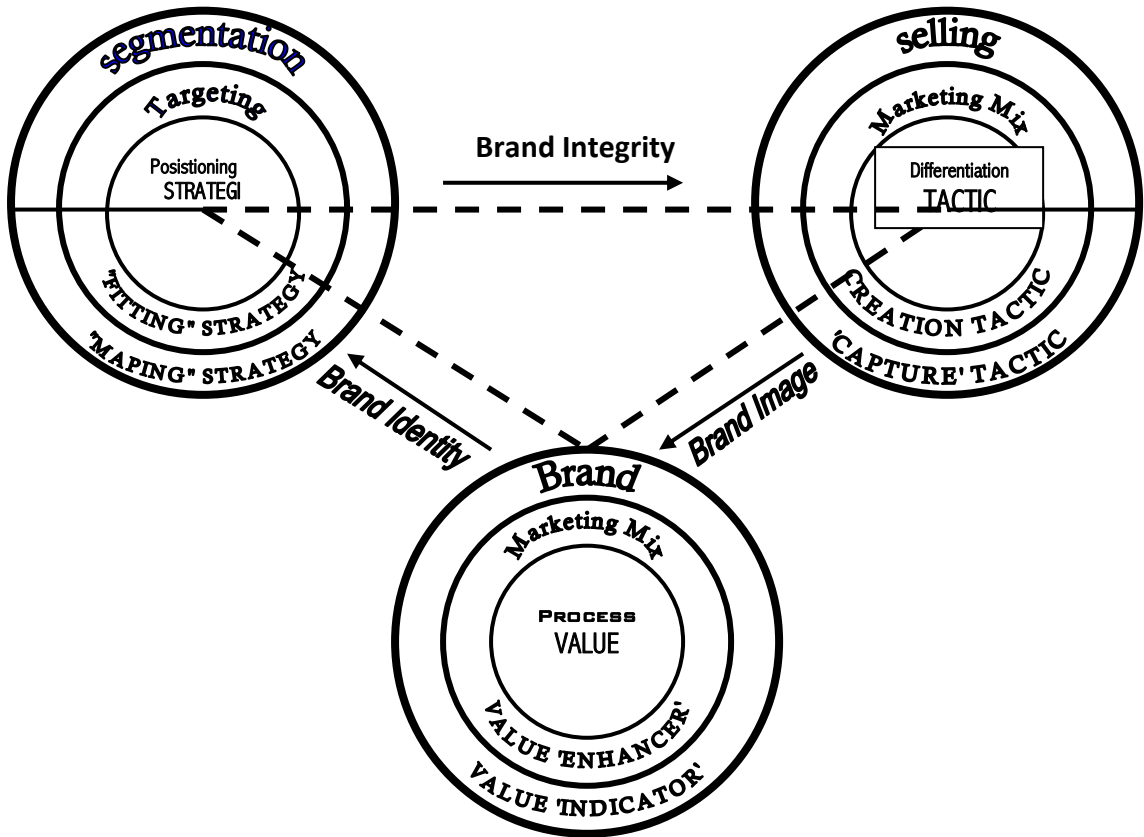 segmentation
Targeting
Posistioning
STRATEGI
"FITTING" STRATEGY
"MAPING" STRATEGY
Brand Integrity
selling
Marketing Mix
Differentiation
TACTIC
CREATION TACTIC
'CAPTURE' TACTIC
Brand Identity
Brand Image
Brand
Marketing Mix
PROCESS
VALUE
VALUE 'ENHANCER'
VALUE 'INDICATOR'